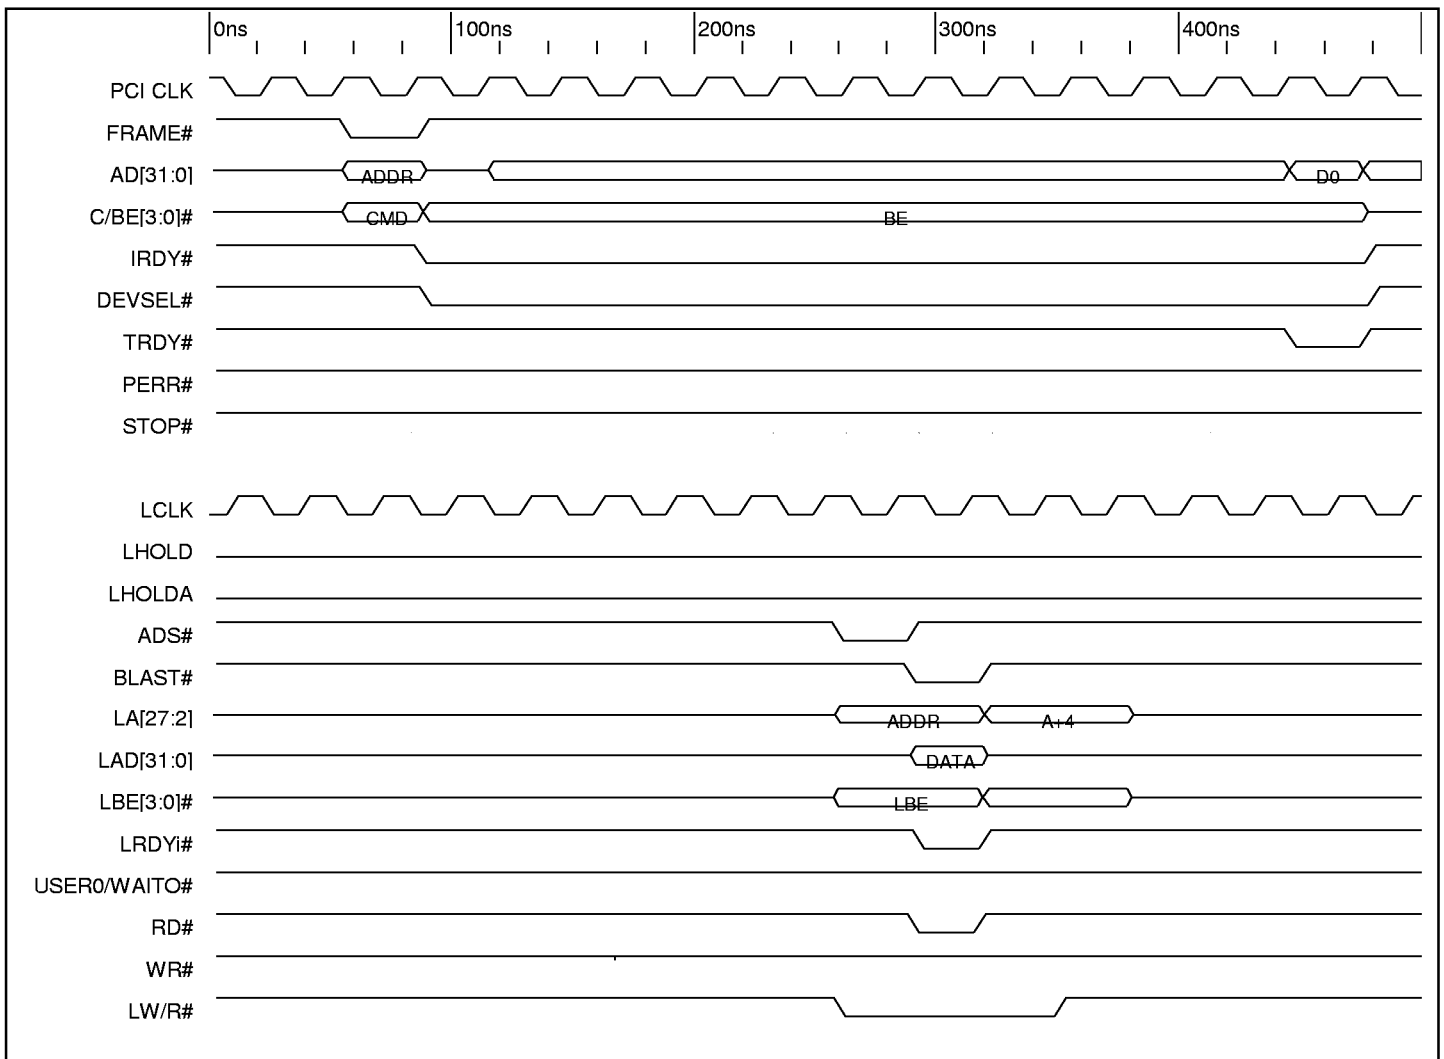 0ns 100ns 200ns 300ns 400ns
PCI CLK
FRAME#
AD[31:0] ADDR D0
C/BE[3:0]# CMD BE
IRDY#
DEVSEL#
TRDY#
PERR#
STOP#
LCLK
LHOLD
LHOLDA
ADS#
BLAST#
LA[27:2] ADDR A+4
LAD[31:0] DATA
LBE[3:0]# LBE
LRDYi#
USER0/WAITO#
RD#
WR#
LW/R#